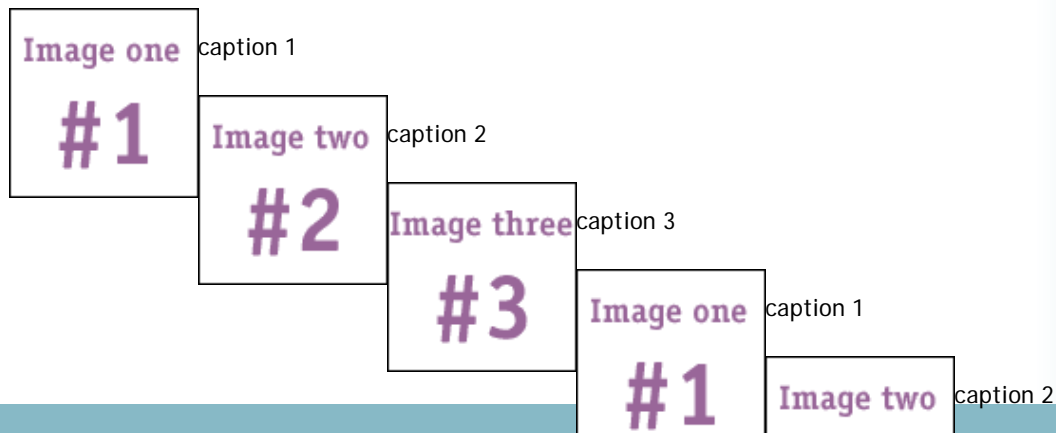 Image one
caption 1
#1
Image two
caption 2
#2
Image three
caption 3
#3
Image one
caption 1
#1
Image two
caption 2